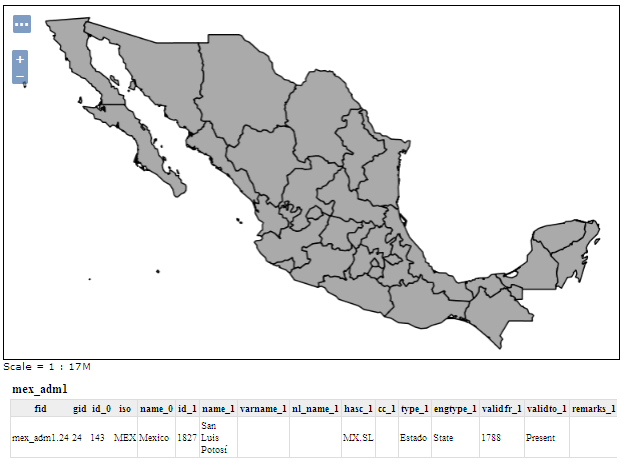 ...
+
−
Scale = 1 : 17M
mex_adm1
fid gid id_0 iso name_0 id_1 name_1 varname_1 nl_name_1 hasc_1 cc_1 type_1 engtype_1 validfr_1 validto_1 remarks_1
mex_adm1.24 24 143 MEX Mexico 1827 San Luis Potosí MX.SL Estado State 1788 Present